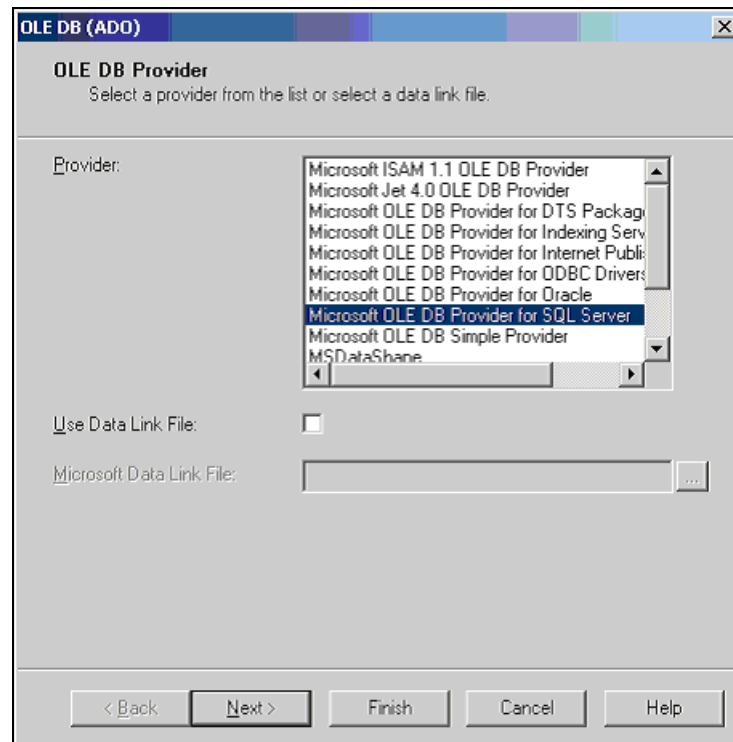 OLE DB (ADO)
OLE DB Provider
Select a provider from the list or select a data link file.
Provider:
Microsoft ISAM 1.1 OLE DB Provider
Microsoft Jet 4.0 OLE DB Provider
Microsoft OLE DB Provider for DTS Packag
Microsoft OLE DB Provider for Indexing Serv
Microsoft OLE DB Provider for Internet Publi
Microsoft OLE DB Provider for ODBC Drivers
Microsoft OLE DB Provider for Oracle
Microsoft OLE DB Provider for SQL Server
Microsoft OLE DB Simple Provider
MSDataShape
Use Data Link File:
Microsoft Data Link File:
...
< Back Next > Finish Cancel Help